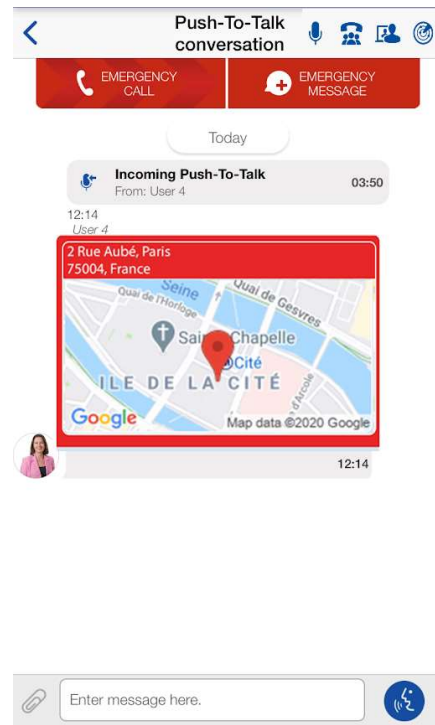 Push-To-Talk
conversation
EMERGENCY
CALL
EMERGENCY
MESSAGE
Today
Incoming Push-To-Talk
From: User 4
03:50
12:14
User 4
2 Rue Aubé, Paris
75004, France
Seine
Quai de l'Horloge
Quai de Gesvres
Chapelle
Cité
ILE DE LA CITÉ
d'Arcole
Google
Map data ©2020 Google
12:14
Enter message here.